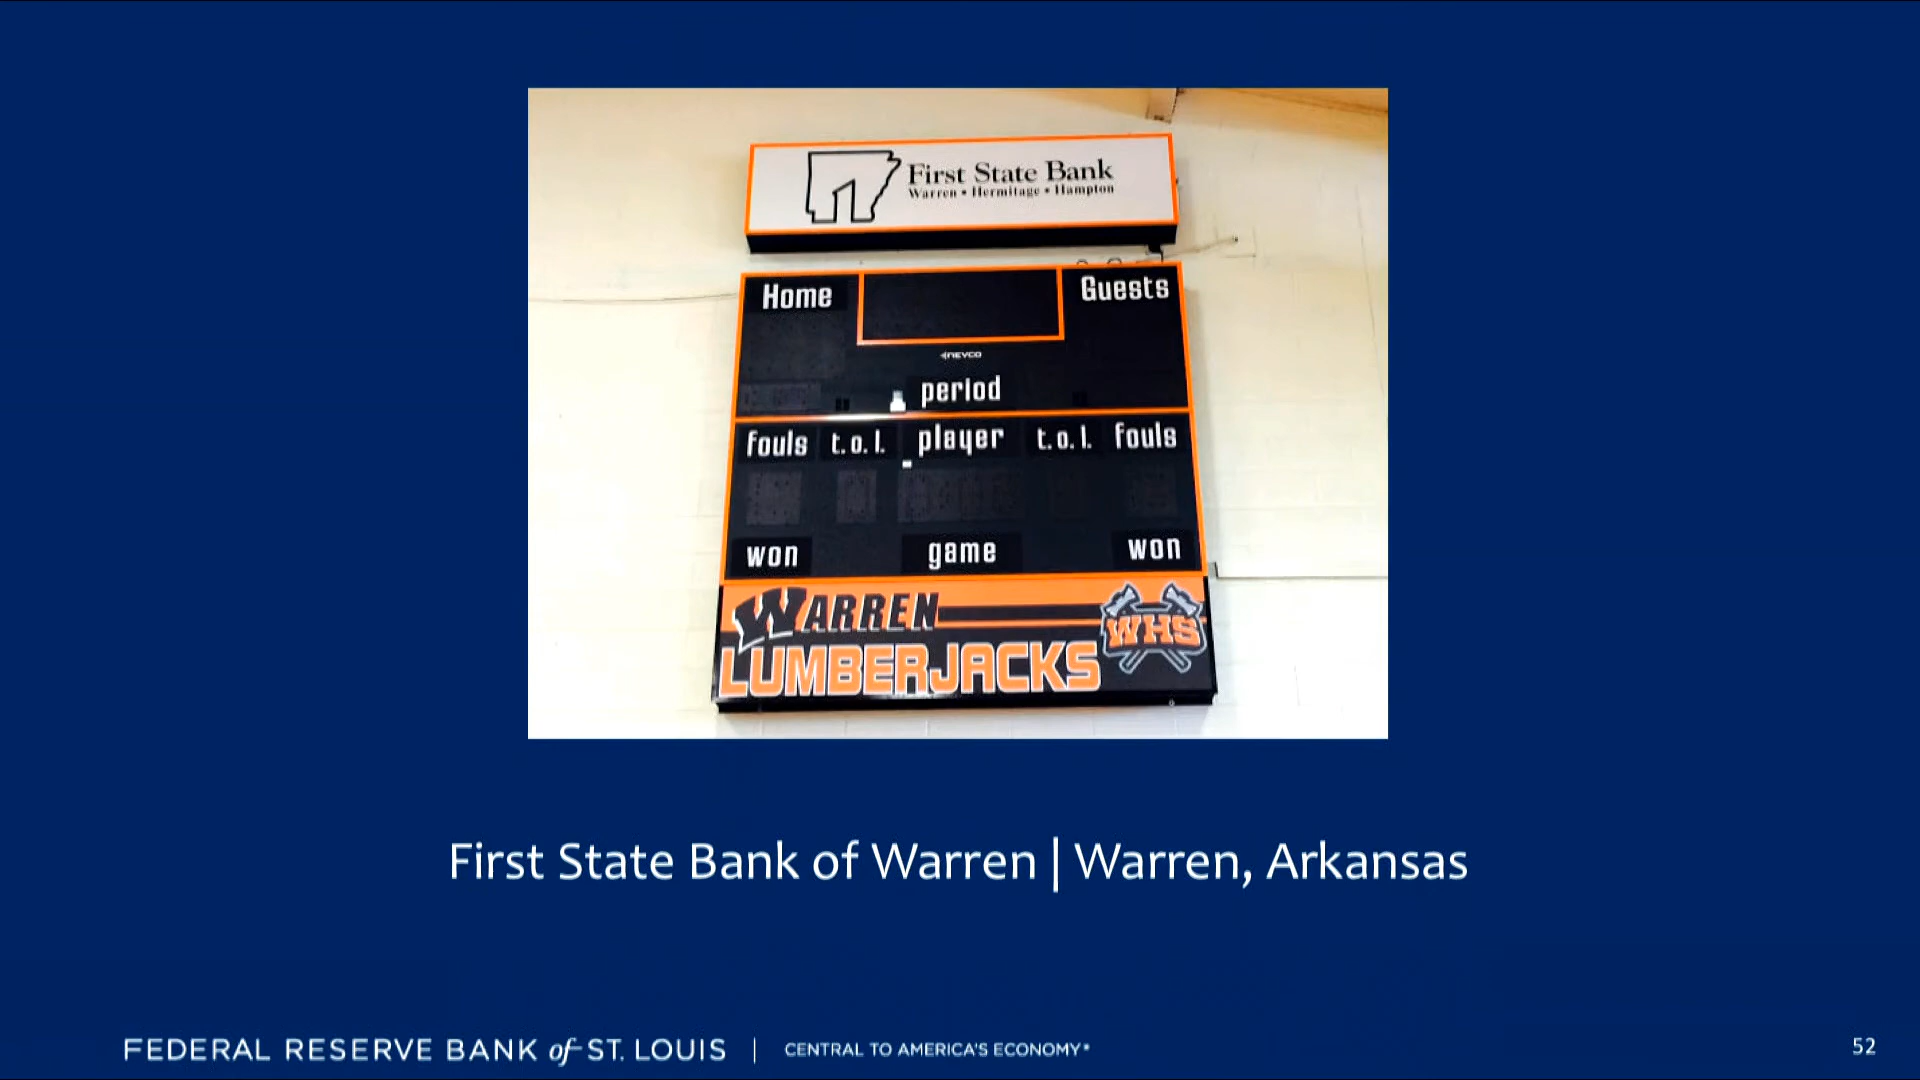 First State Bank
Warren • Hermitage • Hampton
Home
Guests
NEVCO
period
fouls t.o.l. player t.o.l. fouls
won game won
WARREN
LUMBERJACKS
WHS
First State Bank of Warren | Warren, Arkansas
FEDERAL RESERVE BANK of ST. LOUIS | CENTRAL TO AMERICA'S ECONOMY®
52